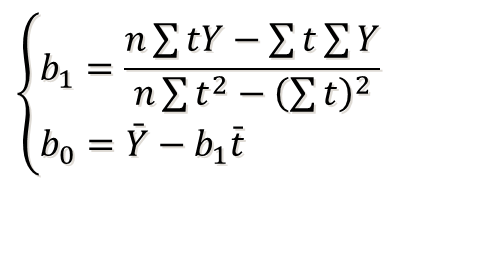 b₁ = (n ∑ tY − ∑ t ∑ Y) / (n ∑ t² − (∑ t)²)
b₀ = Ȳ − b₁t̄